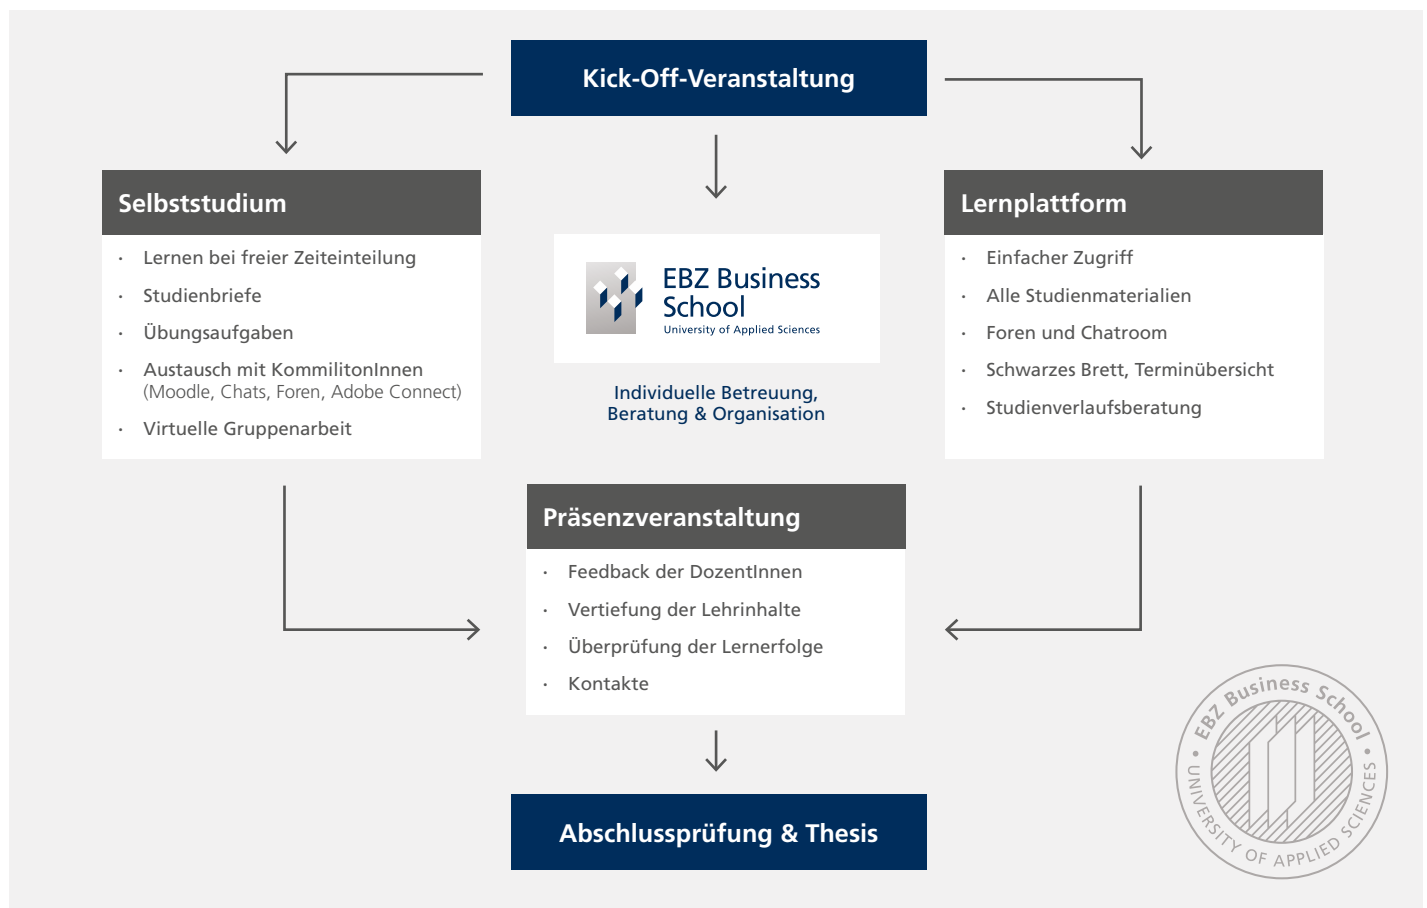 Kick-Off-Veranstaltung
Selbststudium
· Lernen bei freier Zeiteinteilung
· Studienbriefe
· Übungsaufgaben
· Austausch mit KommilitonInnen
(Moodle, Chats, Foren, Adobe Connect)
· Virtuelle Gruppenarbeit
EBZ Business
School
University of Applied Sciences
Individuelle Betreuung,
Beratung & Organisation
Lernplattform
· Einfacher Zugriff
· Alle Studienmaterialien
· Foren und Chatroom
· Schwarzes Brett, Terminübersicht
· Studienverlaufsberatung
Präsenzveranstaltung
· Feedback der DozentInnen
· Vertiefung der Lehrinhalte
· Überprüfung der Lernerfolge
· Kontakte
Abschlussprüfung & Thesis
• EBZ Business School •
UNIVERSITY OF APPLIED SCIENCES